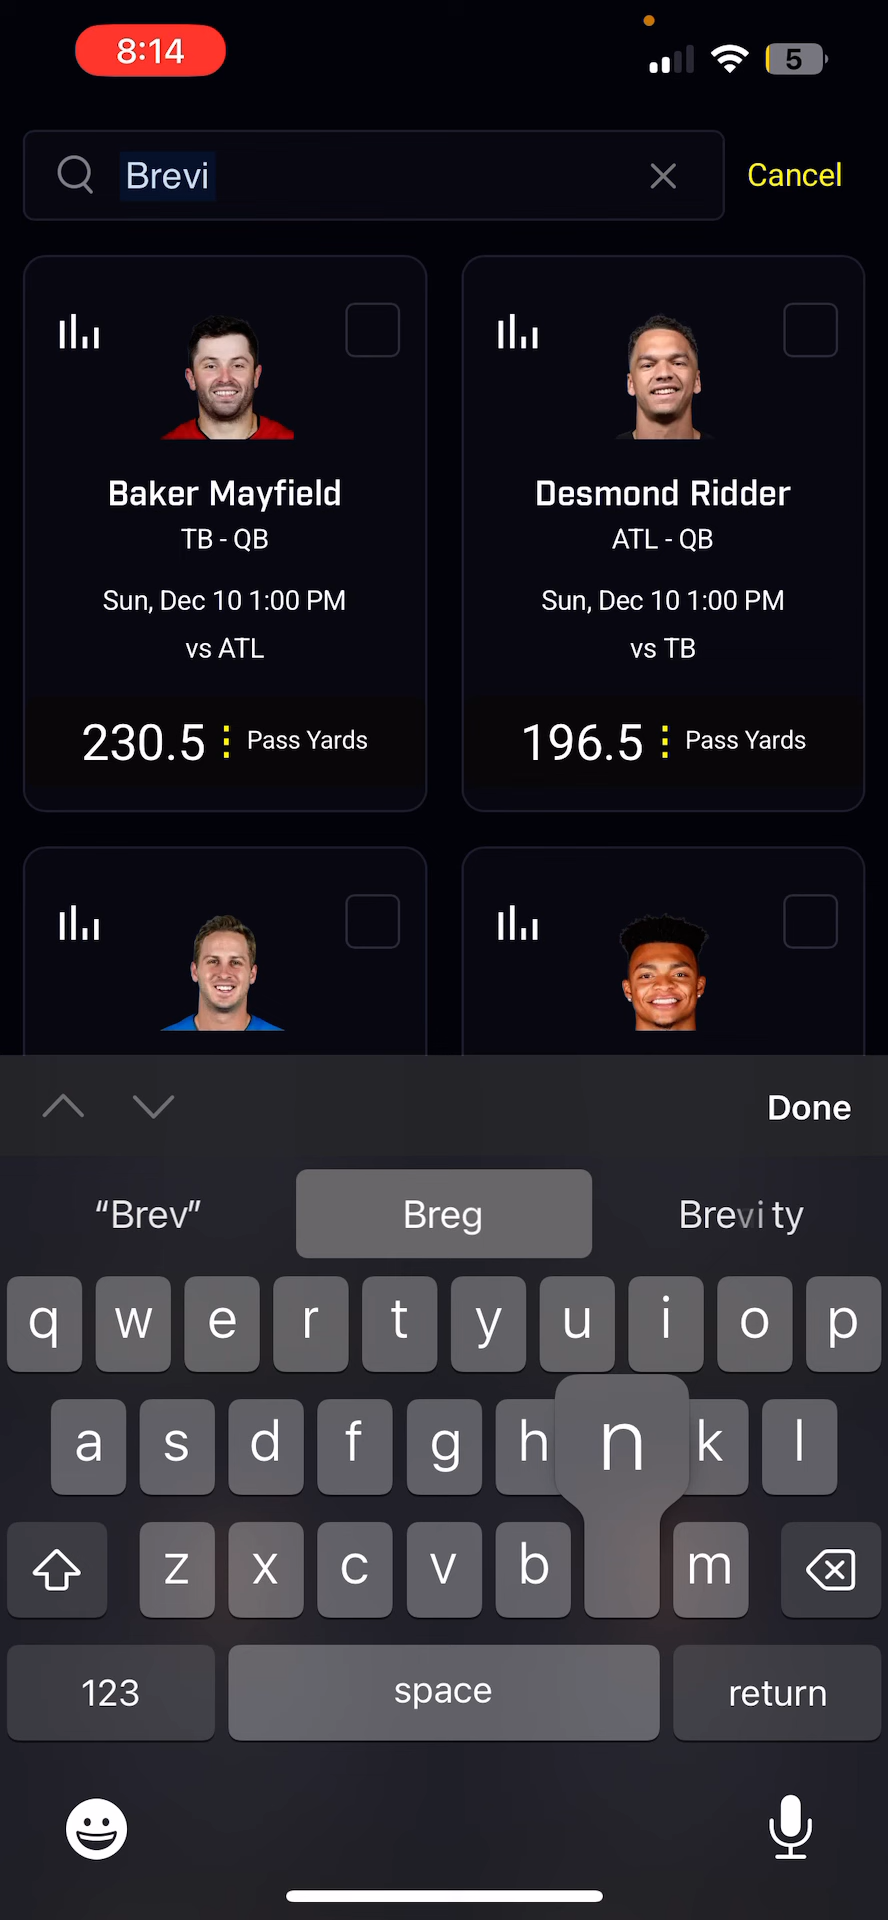 8:14
5
Brevi
Cancel
Baker Mayfield
TB - QB
Sun, Dec 10 1:00 PM
vs ATL
230.5 Pass Yards
Desmond Ridder
ATL - QB
Sun, Dec 10 1:00 PM
vs TB
196.5 Pass Yards
Done
“Brev” Breg Brevity
q w e r t y u i o p
a s d f g h n k l
z x c v b m
123 space return